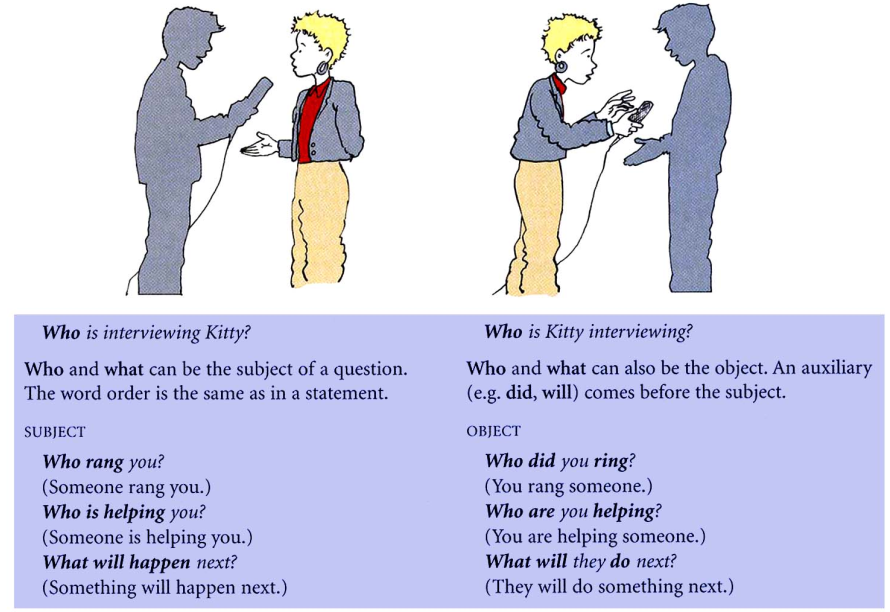 Who is interviewing Kitty?
Who and what can be the subject of a question.
The word order is the same as in a statement.
SUBJECT
Who rang you?
(Someone rang you.)
Who is helping you?
(Someone is helping you.)
What will happen next?
(Something will happen next.)
Who is Kitty interviewing?
Who and what can also be the object. An auxiliary
(e.g. did, will) comes before the subject.
OBJECT
Who did you ring?
(You rang someone.)
Who are you helping?
(You are helping someone.)
What will they do next?
(They will do something next.)